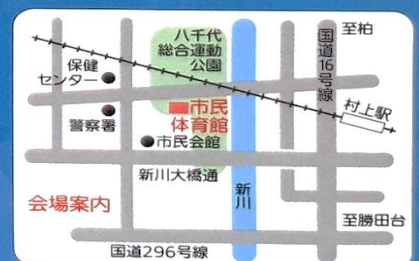 八千代
総合運動
公園
至柏
国道16号線
保健
センター
村上駅
市民
体育館
警察署
市民会館
新川大橋通
新川
会場案内
至勝田台
国道296号線